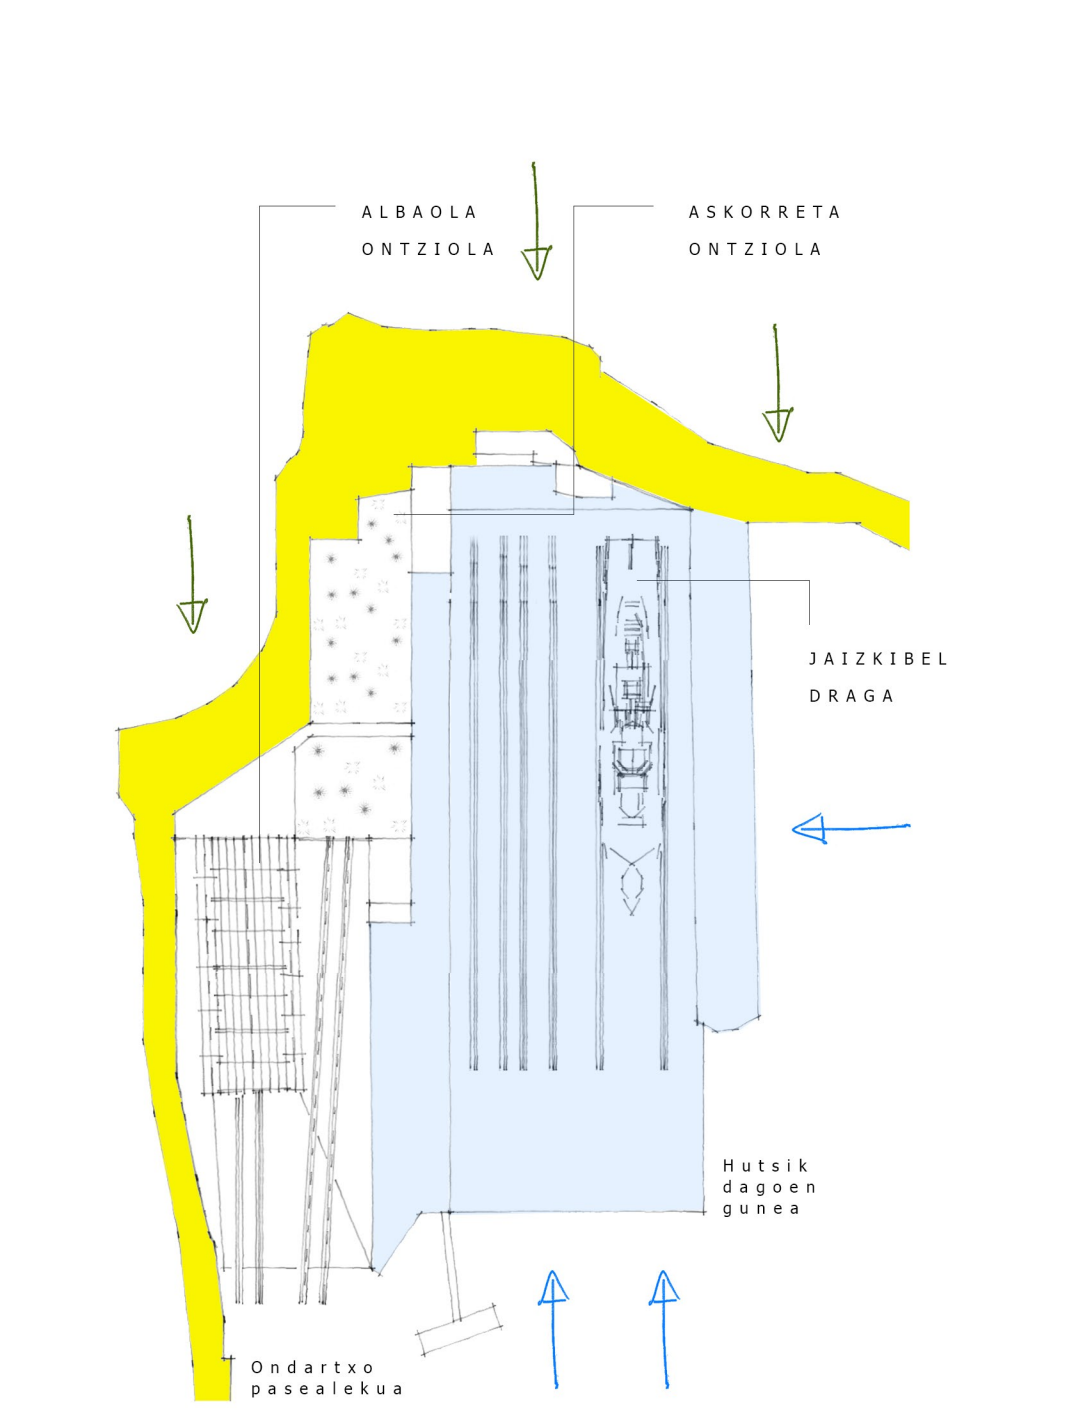 ALBAOLA
ONTZIOLA
ASKORRETA
ONTZIOLA
JAIZKIBEL
DRAGA
Hutsik
dagoen
gunea
Ondartxo
pasealekua